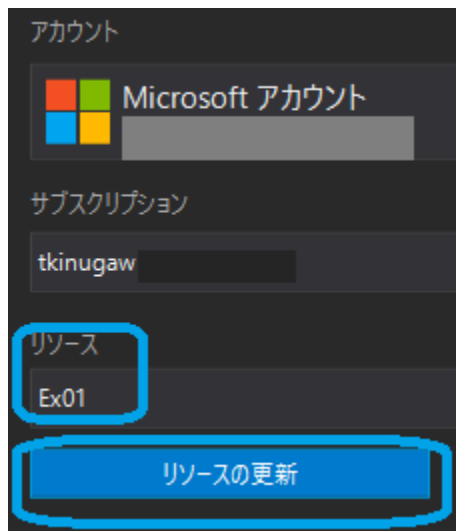 アカウント
Microsoft アカウント
サブスクリプション
tkinugaw
リソース
Ex01
リソースの更新